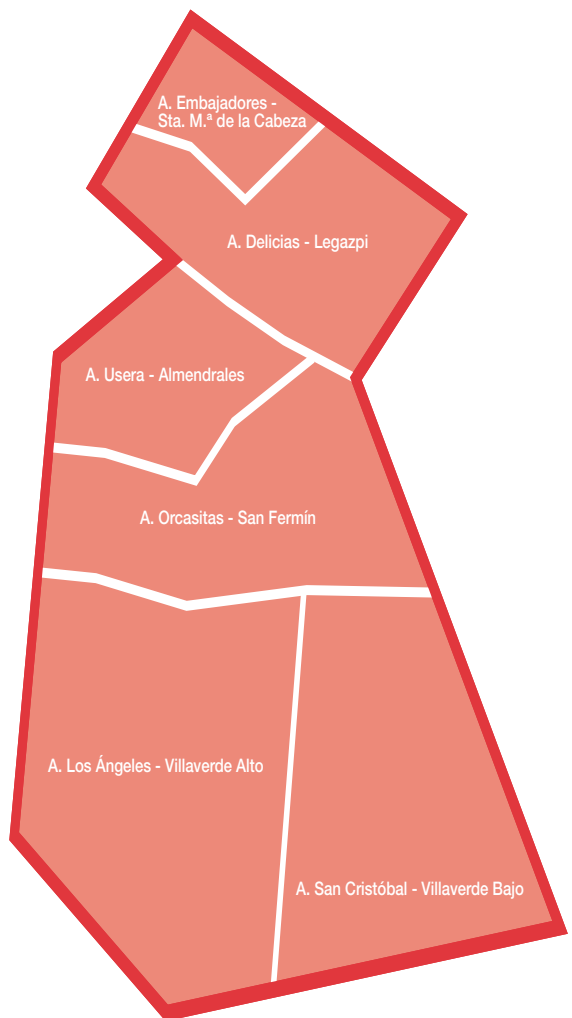 A. Embajadores -
Sta. M.ª de la Cabeza
A. Delicias - Legazpi
A. Usera - Almendrales
A. Orcasitas - San Fermín
A. Los Ángeles - Villaverde Alto
A. San Cristóbal - Villaverde Bajo